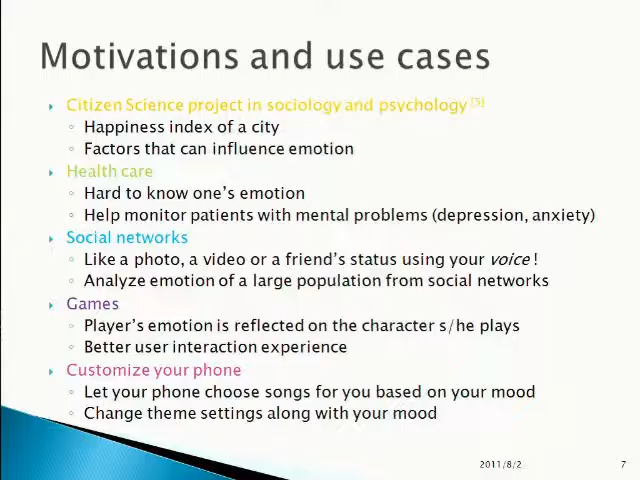 Motivations and use cases
Citizen Science project in sociology and psychology [5]
Happiness index of a city
Factors that can influence emotion
Health care
Hard to know one's emotion
Help monitor patients with mental problems (depression, anxiety)
Social networks
Like a photo, a video or a friend's status using your voice !
Analyze emotion of a large population from social networks
Games
Player's emotion is reflected on the character s/he plays
Better user interaction experience
Customize your phone
Let your phone choose songs for you based on your mood
Change theme settings along with your mood
2011/8/2 7